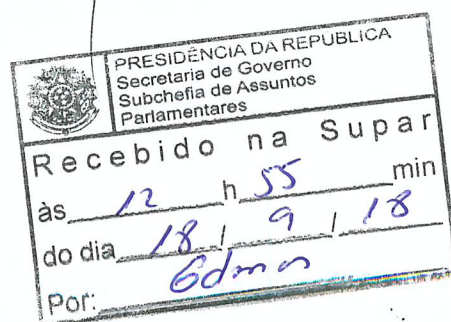 PRESIDÊNCIA DA REPÚBLICA
Secretaria de Governo
Subchefia de Assuntos
Parlamentares
Recebido na Supar
às 12 h 55 min
do dia 18 / 9 / 18
Por: